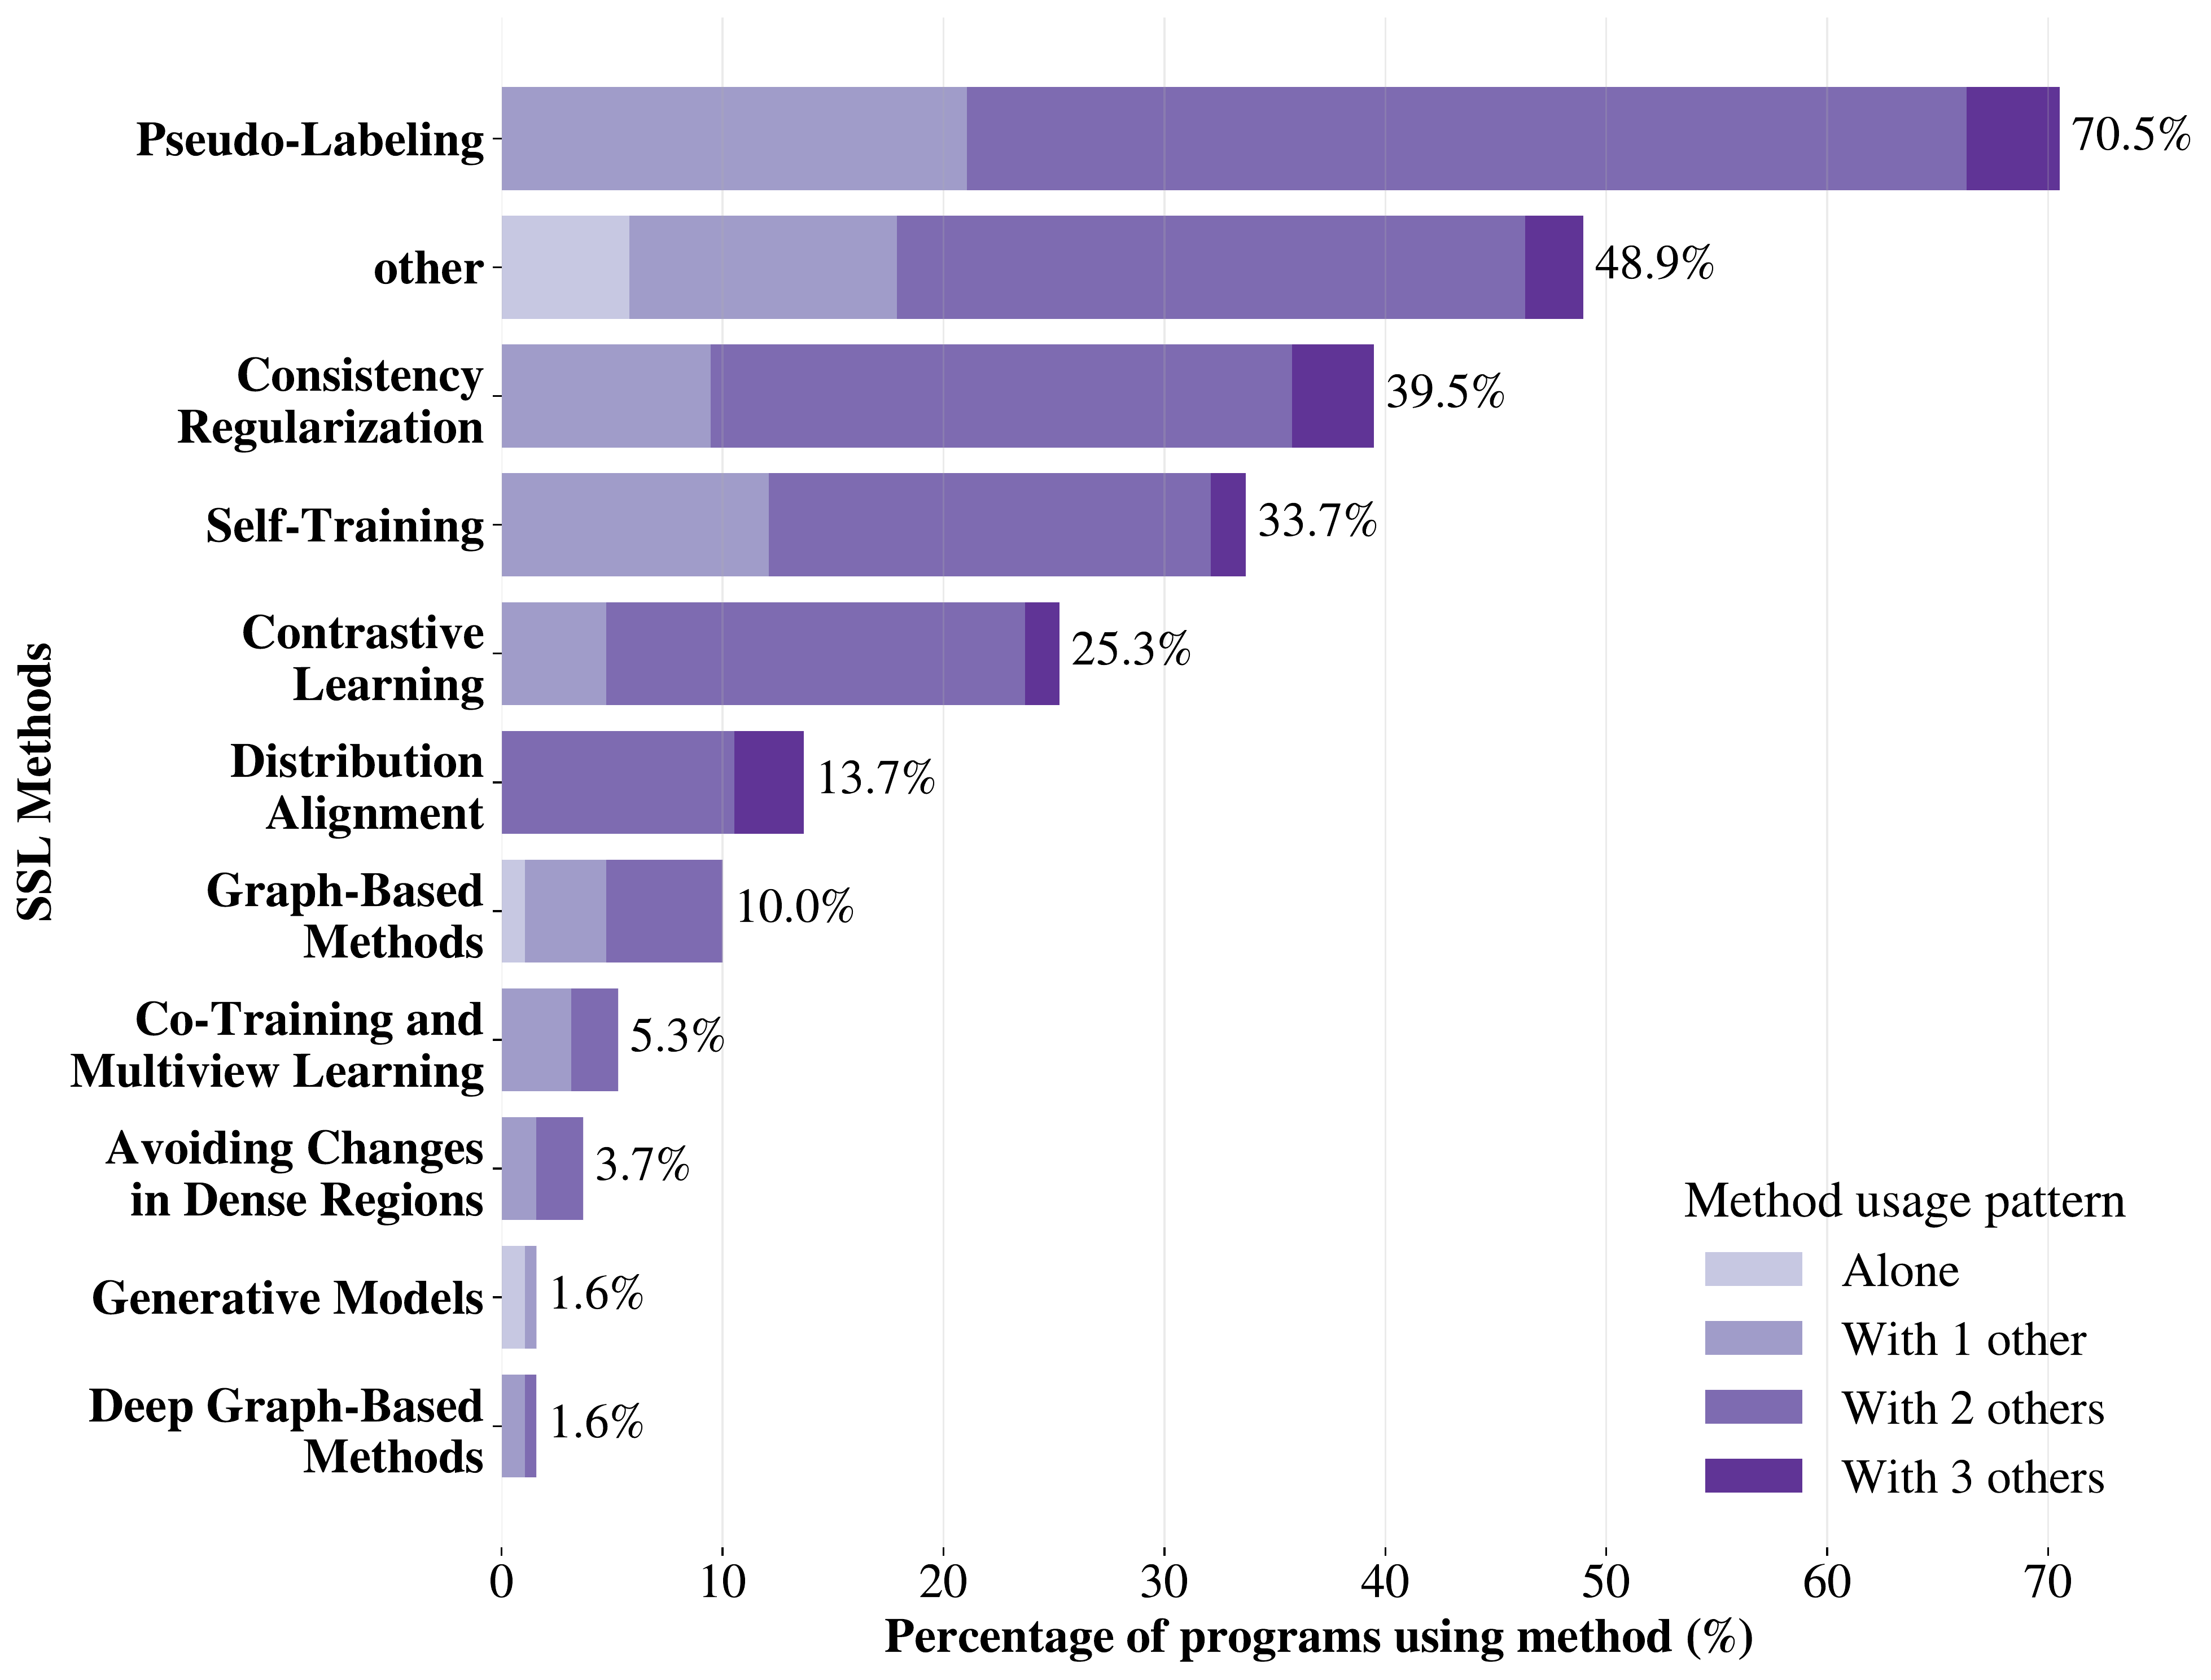 Pseudo-Labeling
70.5%
other
48.9%
Consistency
Regularization
39.5%
Self-Training
33.7%
Contrastive
Learning
25.3%
Distribution
Alignment
13.7%
Graph-Based
Methods
10.0%
Co-Training and
Multiview Learning
5.3%
Avoiding Changes
in Dense Regions
3.7%
Generative Models
1.6%
Deep Graph-Based
Methods
1.6%
SSL Methods
Method usage pattern
Alone
With 1 other
With 2 others
With 3 others
0 10 20 30 40 50 60 70
Percentage of programs using method (%)